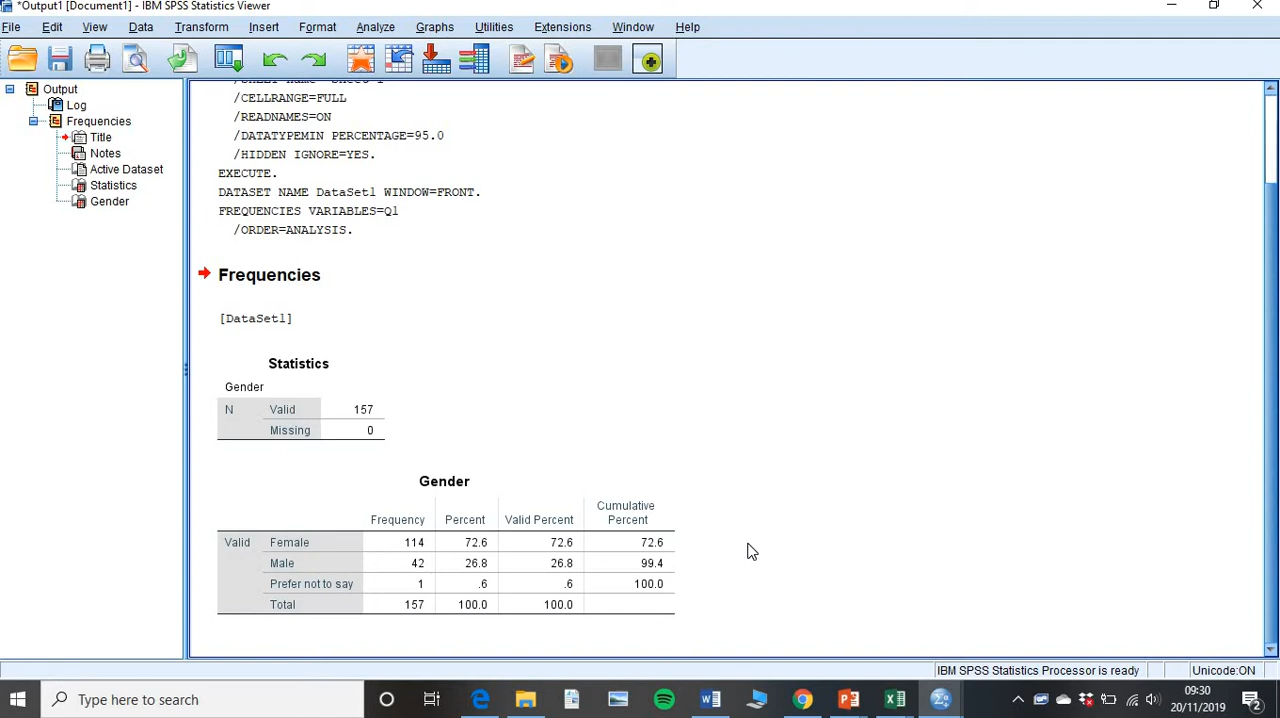 *Output1 [Document1] - IBM SPSS Statistics Viewer
File Edit View Data Transform Insert Format Analyze Graphs Utilities Extensions Window Help
Output
Log
Frequencies
Title
Notes
Active Dataset
Statistics
Gender
/CELLRANGE=FULL
/READNAMES=ON
/DATATYPEMIN PERCENTAGE=95.0
/HIDDEN IGNORE=YES.
EXECUTE.
DATASET NAME DataSet1 WINDOW=FRONT.
FREQUENCIES VARIABLES=Q1
/ORDER=ANALYSIS.
Frequencies
[DataSet1]
Statistics
Gender
N Valid 157
Missing 0
Gender
Frequency Percent Valid Percent Cumulative Percent
Valid Female 114 72.6 72.6 72.6
Male 42 26.8 26.8 99.4
Prefer not to say 1 .6 .6 100.0
Total 157 100.0 100.0
IBM SPSS Statistics Processor is ready Unicode:ON
Type here to search
09:30
20/11/2019
2